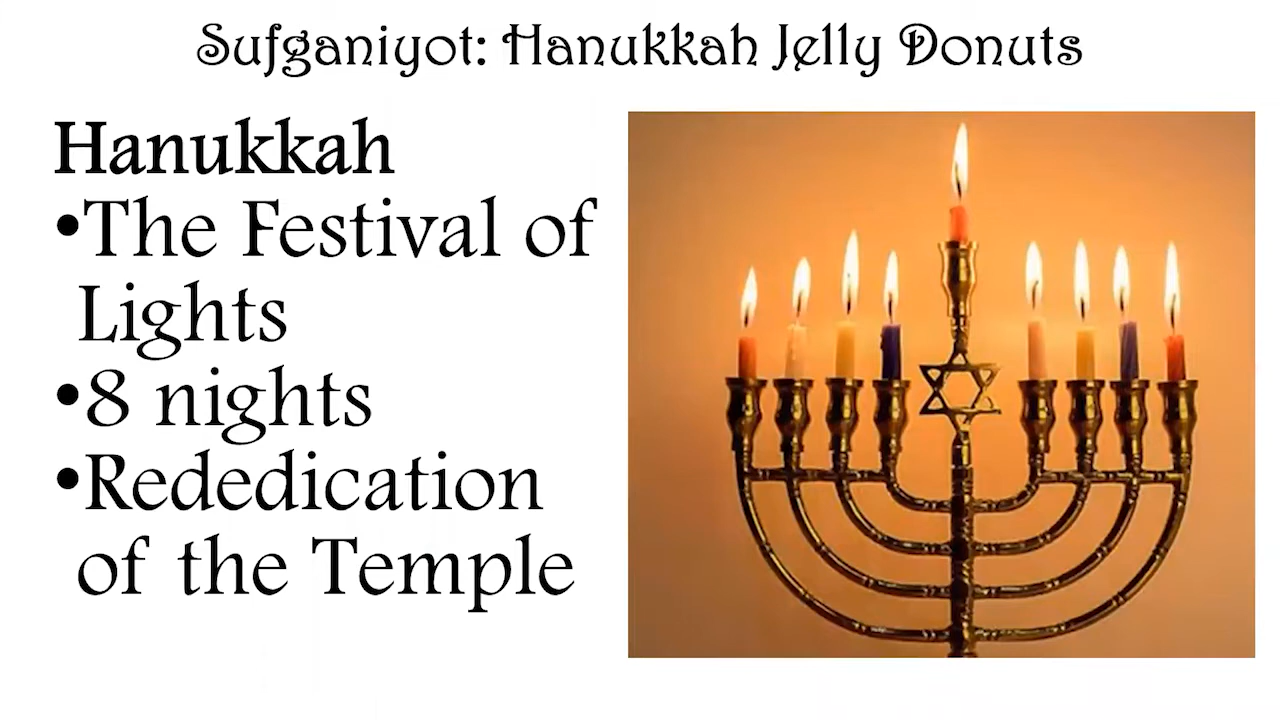 Sufganiyot: Hanukkah Jelly Donuts
Hanukkah
•The Festival of
Lights
•8 nights
•Rededication
of the Temple